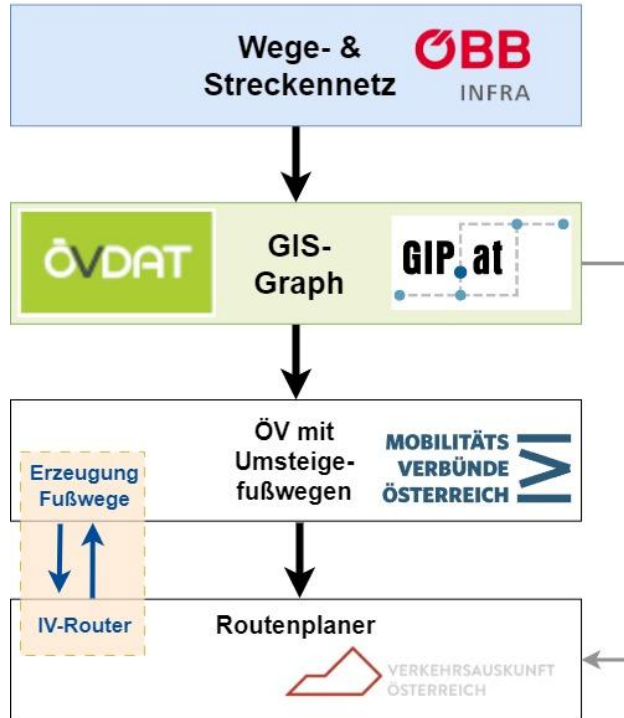 Wege- &
Streckennetz
ÖBB
INFRA
ÖVDAT
GIS-
Graph
GIP.at
ÖV mit
Umsteige-
fußwegen
MOBILITÄTS
VERBÜNDE
ÖSTERREICH
Erzeugung
Fußwege
IV-Router
Routenplaner
VERKEHRSAUSKUNFT
ÖSTERREICH